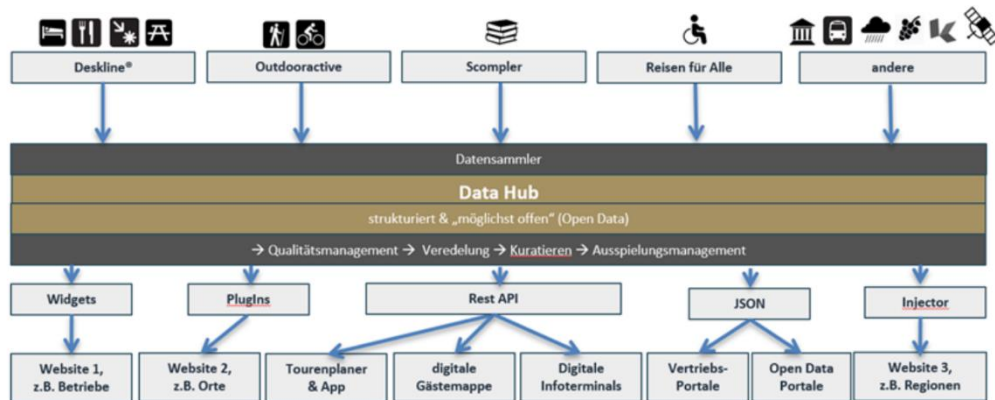 Deskline®
Outdooractive
Scompler
Reisen für Alle
andere
Datensammler
Data Hub
strukturiert & „möglichst offen“ (Open Data)
→ Qualitätsmanagement → Veredelung → Kuratieren → Ausspielungsmanagement
Widgets
PlugIns
Rest API
JSON
Injector
Website 1,
z.B. Betriebe
Website 2,
z.B. Orte
Tourenplaner
& App
digitale
Gästemappe
Digitale
Infoterminals
Vertriebs-
Portale
Open Data
Portale
Website 3,
z.B. Regionen